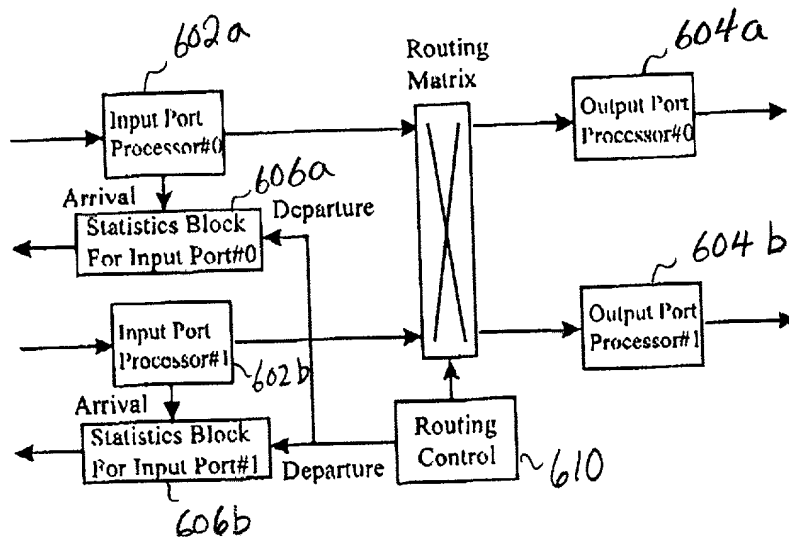 602a
Input Port
Processor#0
Routing
Matrix
604a
Output Port
Processor#0
Arrival
606a
Departure
Statistics Block
For Input Port#0
Input Port
Processor#1
602b
604b
Output Port
Processor#1
Arrival
Statistics Block
For Input Port#1
Departure
606b
Routing
Control
610